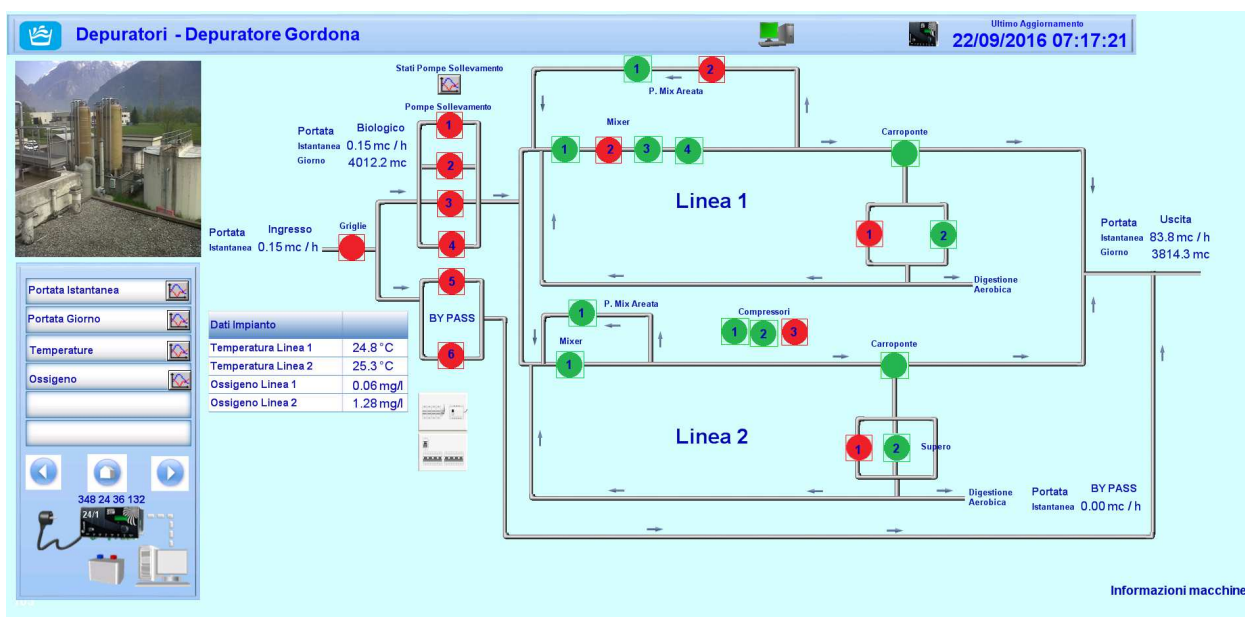 Depuratori - Depuratore Gordona
Ultimo Aggiornamento
22/09/2016 07:17:21
Stati Pompe Sollevamento
Pompe Sollevamento
1
2
3
4
5
BY PASS
6
Portata Biologico
Istantanea 0.15 mc / h
Giorno 4012.2 mc
Portata Ingresso
Istantanea 0.15 mc / h
Griglie
1
2
P. Mix Areata
Mixer
1
2
3
4
Carroponte
Linea 1
1
2
Digestione
Aerobica
Portata Uscita
Istantanea 83.8 mc / h
Giorno 3814.3 mc
Portata Istantanea
Portata Giorno
Temperature
Ossigeno
Dati Impianto
Temperatura Linea 1 24.8 °C
Temperatura Linea 2 25.3 °C
Ossigeno Linea 1 0.06 mg/l
Ossigeno Linea 2 1.28 mg/l
P. Mix Areata
1
Mixer
1
Compressori
1
2
3
Carroponte
Linea 2
1
2
Supero
Digestione
Aerobica
Portata BY PASS
Istantanea 0.00 mc / h
348 24 36 132
24/1
Informazioni macchine